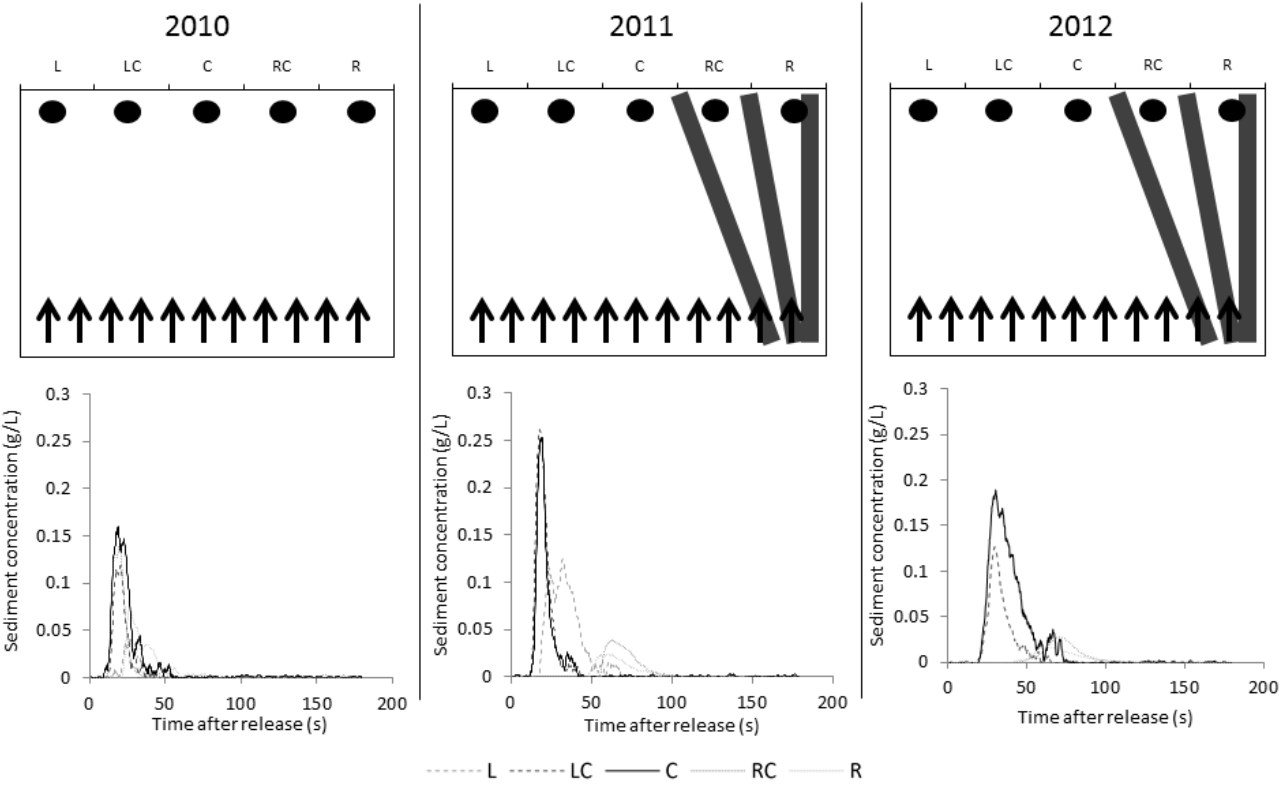 2010 2011 2012
L LC C RC R L LC C RC R L LC C RC R
0.3 0.3 0.3
0.25 0.25 0.25
0.2 0.2 0.2
0.15 0.15 0.15
0.1 0.1 0.1
0.05 0.05 0.05
0 0 0
Sediment concentration (g/L) Sediment concentration (g/L) Sediment concentration (g/L)
0 50 100 150 200 0 50 100 150 200 0 50 100 150 200
Time after release (s) Time after release (s) Time after release (s)
L LC C RC R